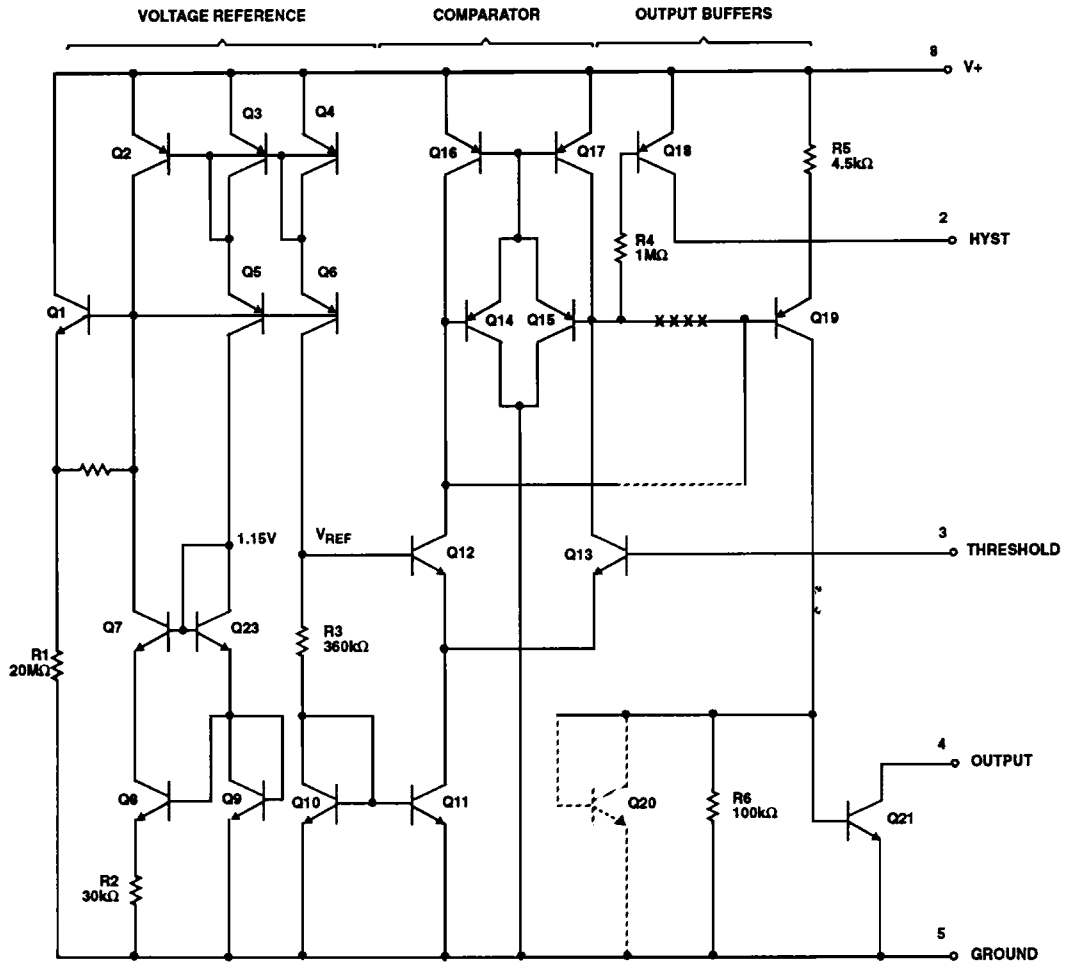 VOLTAGE REFERENCE
COMPARATOR
OUTPUT BUFFERS
8
V+
Q2
Q3
Q4
Q16
Q17
Q18
R5
4.5kΩ
2
HYST
R4
1MΩ
Q1
Q5
Q6
Q14
Q15
Q19
1.15V
VREF
Q12
Q13
3
THRESHOLD
Q7
Q23
R3
360kΩ
R1
20MΩ
4
OUTPUT
Q8
Q9
Q10
Q11
Q20
R6
100kΩ
Q21
R2
30kΩ
5
GROUND